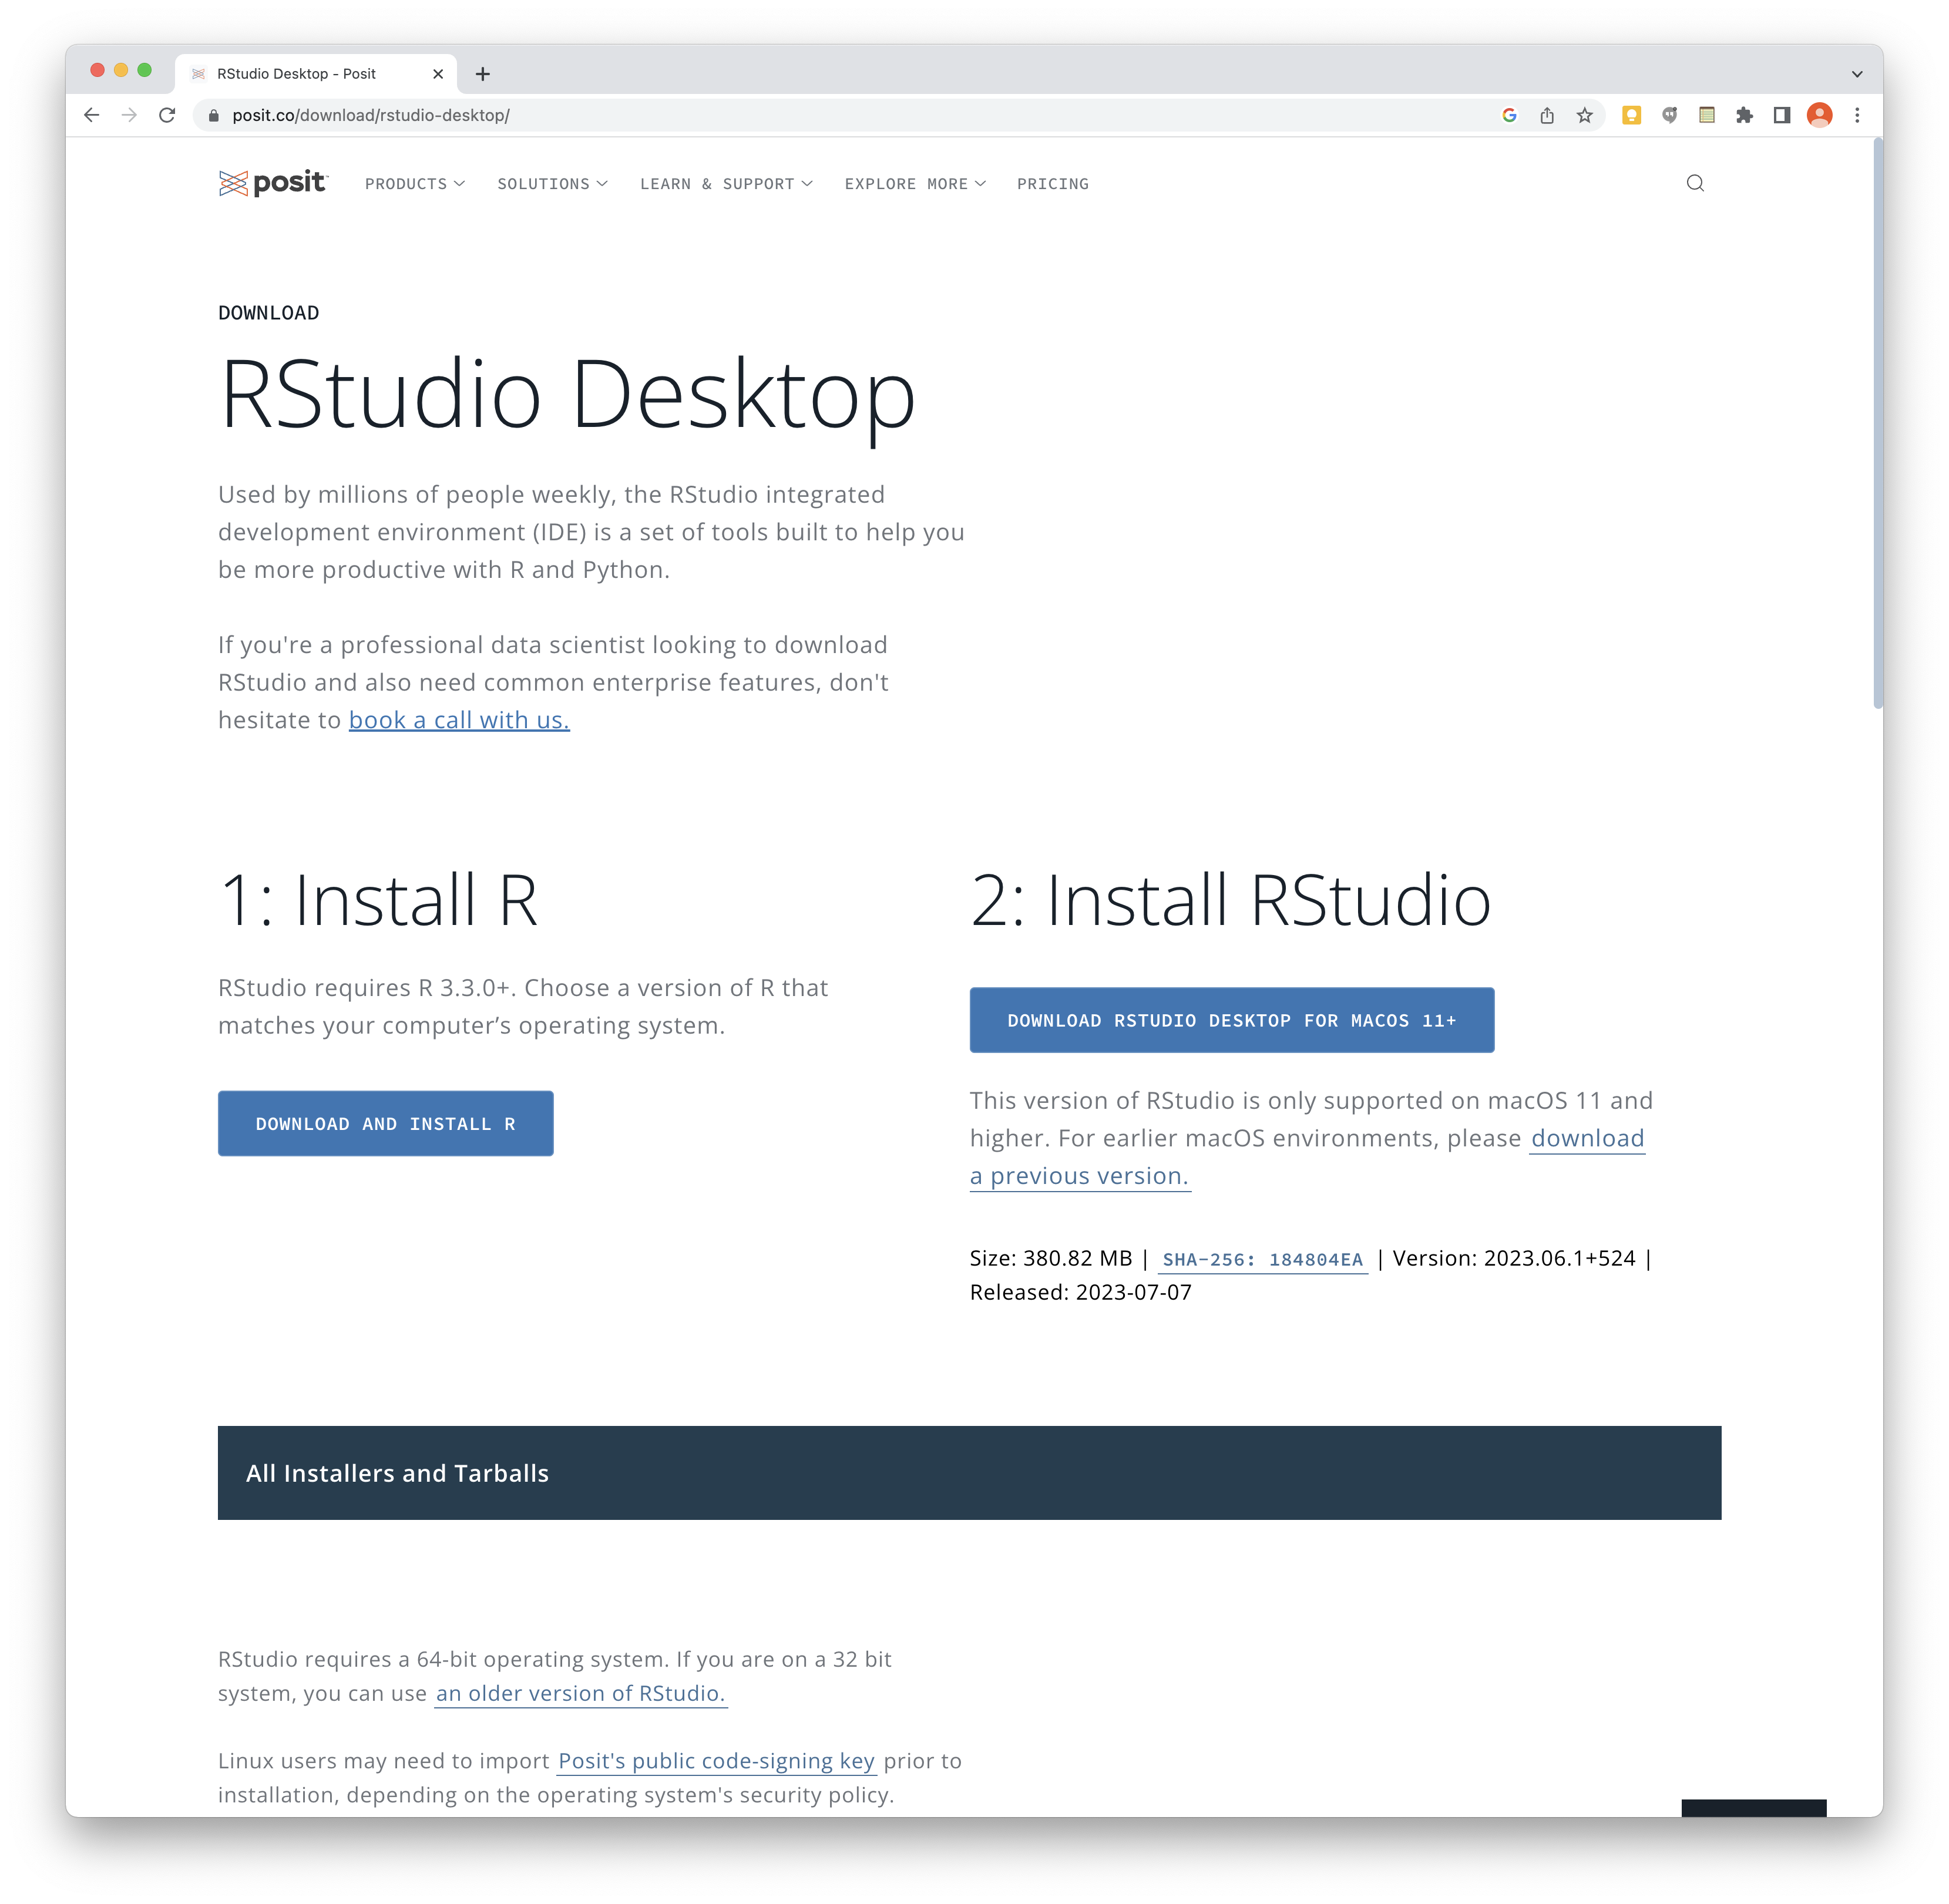 RStudio Desktop - Posit
posit.co/download/rstudio-desktop/
posit™ PRODUCTS SOLUTIONS LEARN & SUPPORT EXPLORE MORE PRICING
DOWNLOAD
RStudio Desktop
Used by millions of people weekly, the RStudio integrated
development environment (IDE) is a set of tools built to help you
be more productive with R and Python.
If you're a professional data scientist looking to download
RStudio and also need common enterprise features, don't
hesitate to book a call with us.
1: Install R
RStudio requires R 3.3.0+. Choose a version of R that
matches your computer’s operating system.
DOWNLOAD AND INSTALL R
2: Install RStudio
DOWNLOAD RSTUDIO DESKTOP FOR MACOS 11+
This version of RStudio is only supported on macOS 11 and
higher. For earlier macOS environments, please download
a previous version.
Size: 380.82 MB | SHA-256: 184804EA | Version: 2023.06.1+524 |
Released: 2023-07-07
All Installers and Tarballs
RStudio requires a 64-bit operating system. If you are on a 32 bit
system, you can use an older version of RStudio.
Linux users may need to import Posit's public code-signing key prior to
installation, depending on the operating system's security policy.